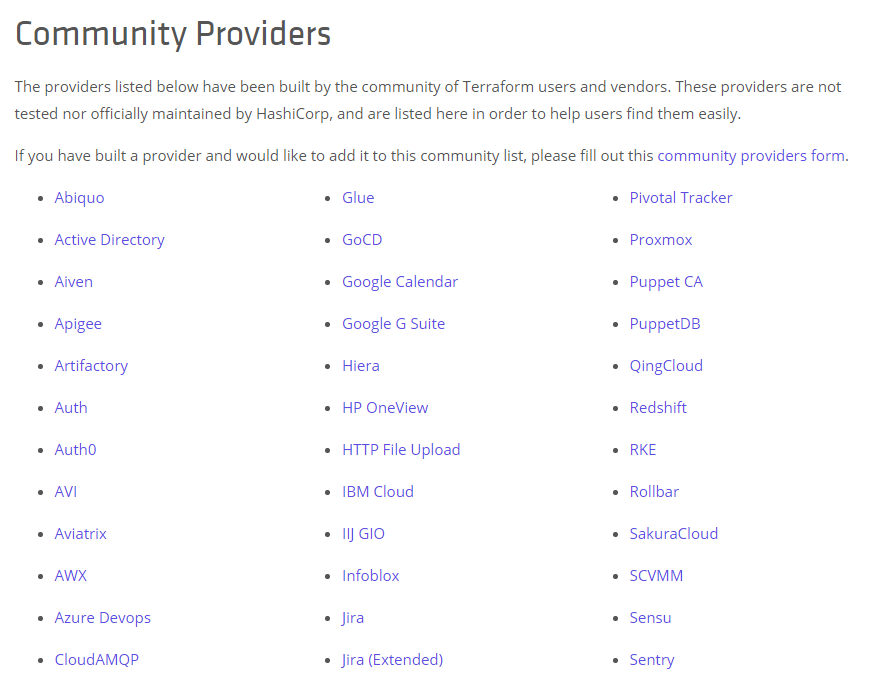 Community Providers
The providers listed below have been built by the community of Terraform users and vendors. These providers are not
tested nor officially maintained by HashiCorp, and are listed here in order to help users find them easily.
If you have built a provider and would like to add it to this community list, please fill out this community providers form.
Abiquo
Active Directory
Aiven
Apigee
Artifactory
Auth
Auth0
AVI
Aviatrix
AWX
Azure Devops
CloudAMQP
Glue
GoCD
Google Calendar
Google G Suite
Hiera
HP OneView
HTTP File Upload
IBM Cloud
IIJ GIO
Infoblox
Jira
Jira (Extended)
Pivotal Tracker
Proxmox
Puppet CA
PuppetDB
QingCloud
Redshift
RKE
Rollbar
SakuraCloud
SCVMM
Sensu
Sentry